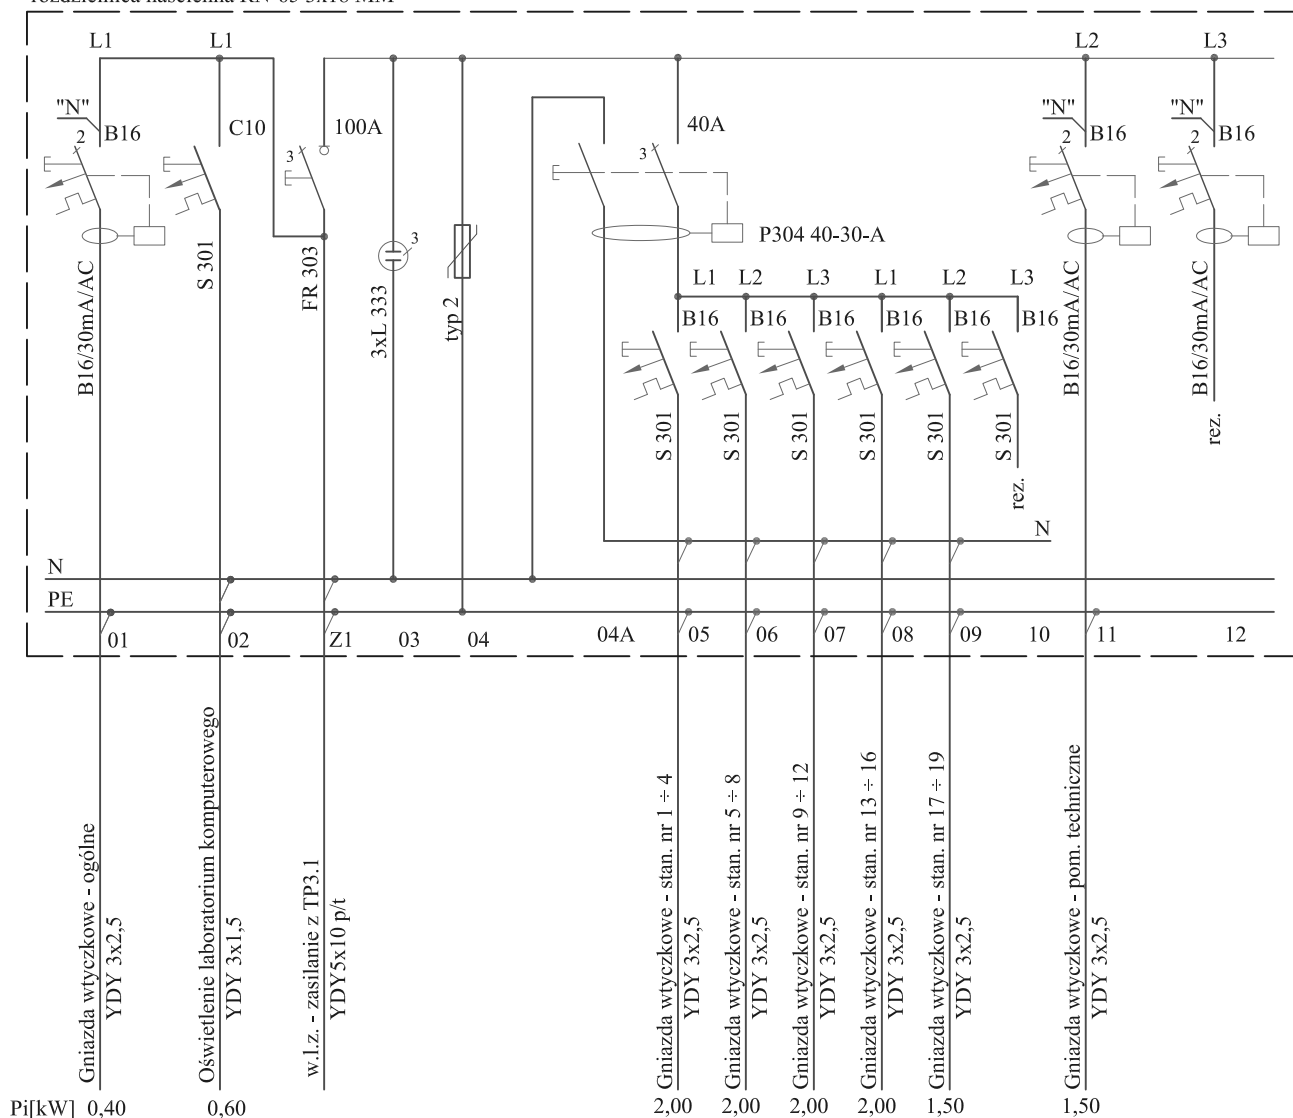 rozdzielnica naścienna RN-65 3x18 MM
L1
L1
L2
L3
"N"
2
B16
C10
3
100A
3
40A
"N"
2
B16
"N"
2
B16
B16/30mA/AC
S 301
FR 303
3
3xL 333
typ 2
P304 40-30-A
B16/30mA/AC
B16/30mA/AC
rez.
L1
L2
L3
L1
L2
L3
B16
B16
B16
B16
B16
B16
S 301
S 301
S 301
S 301
S 301
S 301
rez.
N
N
PE
01
02
Z1
03
04
04A
05
06
07
08
09
10
11
12
Gniazda wtyczkowe - ogólne
YDY 3x2,5
Oświetlenie laboratorium komputerowego
YDY 3x1,5
w.l.z. - zasilanie z TP3.1
YDY5x10 p/t
Gniazda wtyczkowe - stan. nr 1 ÷ 4
YDY 3x2,5
Gniazda wtyczkowe - stan. nr 5 ÷ 8
YDY 3x2,5
Gniazda wtyczkowe - stan. nr 9 ÷ 12
YDY 3x2,5
Gniazda wtyczkowe - stan. nr 13 ÷ 16
YDY 3x2,5
Gniazda wtyczkowe - stan. nr 17 ÷ 19
YDY 3x2,5
Gniazda wtyczkowe - pom. techniczne
YDY 3x2,5
Pi[kW] 0,40 0,60 2,00 2,00 2,00 2,00 1,50 1,50